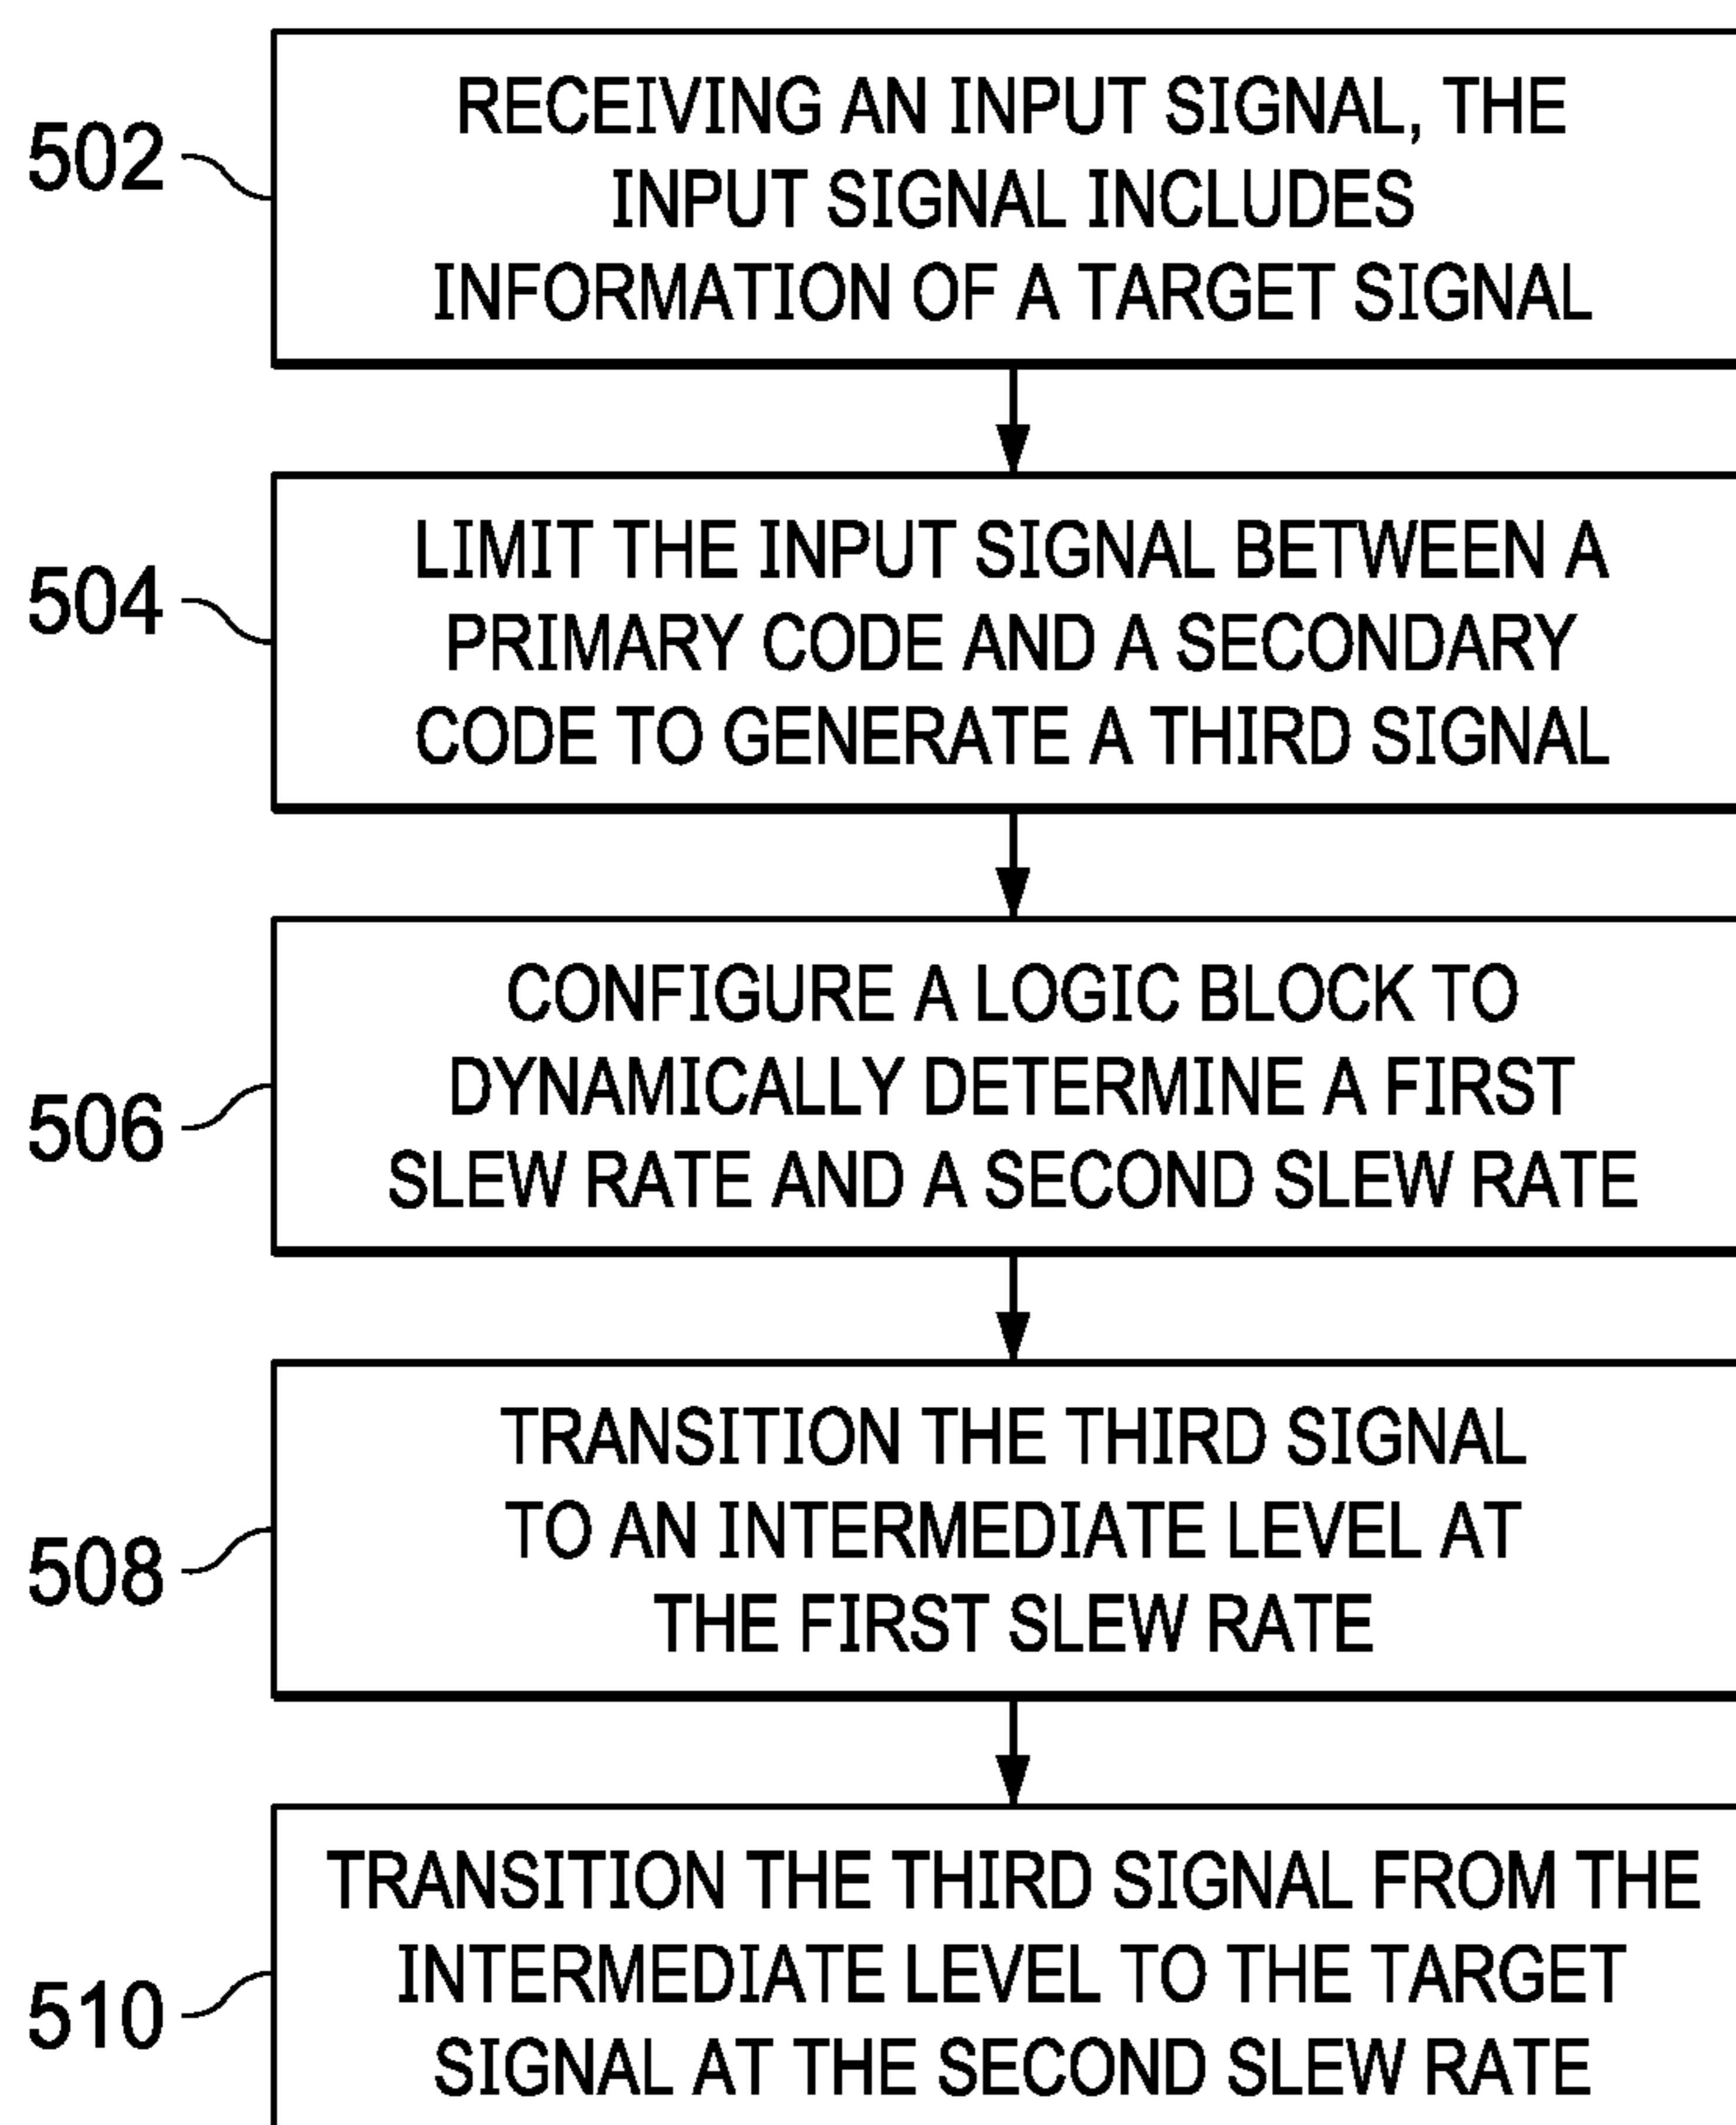 RECEIVING AN INPUT SIGNAL, THE
502
INPUT SIGNAL INCLUDES
INFORMATION OF A TARGET SIGNAL
LIMIT THE INPUT SIGNAL BETWEEN A
504
PRIMARY CODE AND A SECONDARY
CODE TO GENERATE A THIRD SIGNAL
CONFIGURE A LOGIC BLOCK TO
DYNAMICALLY DETERMINE A FIRST
506
SLEW RATE AND A SECOND SLEW RATE
TRANSITION THE THIRD SIGNAL
TO AN INTERMEDIATE LEVEL AT
508
THE FIRST SLEW RATE
TRANSITION THE THIRD SIGNAL FROM THE
INTERMEDIATE LEVEL TO THE TARGET
510
SIGNAL AT THE SECOND SLEW RATE